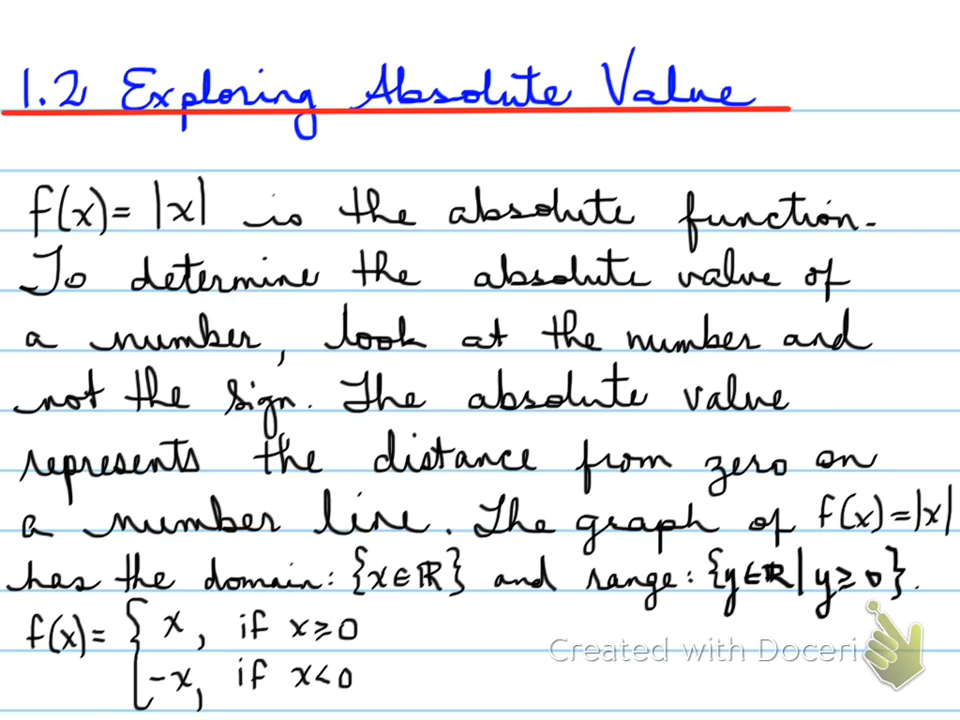 1.2 Exploring Absolute Value
f(x)= |x| is the absolute function.
To determine the absolute value of
a number, look at the number and
not the sign. The absolute value
represents the distance from zero on
a number line. The graph of f(x)=|x|
has the domain: {x∈ℝ} and range: {y∈ℝ| y≥0}.
f(x)= { x, if x≥0
-x, if x<0
Created with Doceri